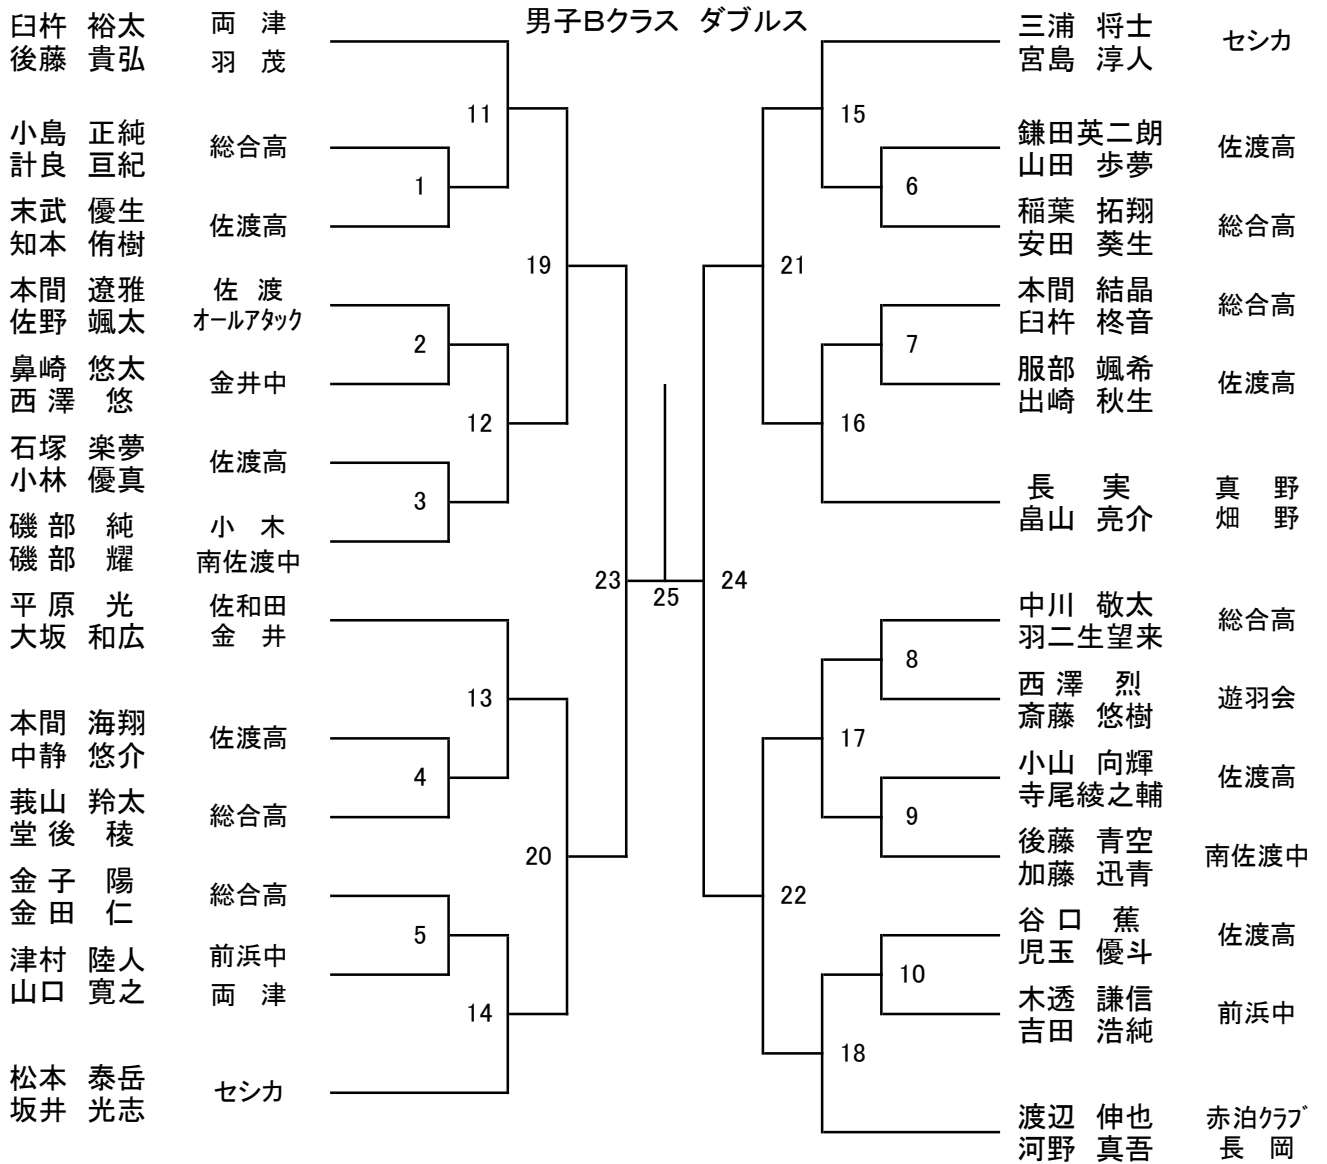 男子Bクラス ダブルス
臼杵 裕太 両 津
後藤 貴弘 羽 茂
11
小島 正純 総合高
計良 亘紀
1
末武 優生 佐渡高
知本 侑樹
19
本間 遼雅 佐 渡
佐野 颯太 オールアタック
2
鼻崎 悠太 金井中
西澤 悠
12
石塚 楽夢 佐渡高
小林 優真
3
磯部 純 小 木
磯部 耀 南佐渡中
23
平原 光 佐和田
大坂 和広 金 井
13
本間 海翔 佐渡高
中静 悠介
4
莪山 羚太 総合高
堂後 稜
20
金子 陽 総合高
金田 仁
5
津村 陸人 前浜中
山口 寛之 両 津
14
松本 泰岳 セシカ
坂井 光志
25
三浦 将士 セシカ
宮島 淳人
15
鎌田英二朗 佐渡高
山田 歩夢
6
稲葉 拓翔 総合高
安田 葵生
21
本間 結晶 総合高
臼杵 柊音
7
服部 颯希 佐渡高
出崎 秋生
16
長 実 真 野
畠山 亮介 畑 野
24
中川 敬太 総合高
羽二生望来
8
西澤 烈 遊羽会
斎藤 悠樹
17
小山 向輝 佐渡高
寺尾綾之輔
9
後藤 青空 南佐渡中
加藤 迅青
22
谷口 蕉 佐渡高
児玉 優斗
10
木透 謙信 前浜中
吉田 浩純
18
渡辺 伸也 赤泊クラブ
河野 真吾 長 岡